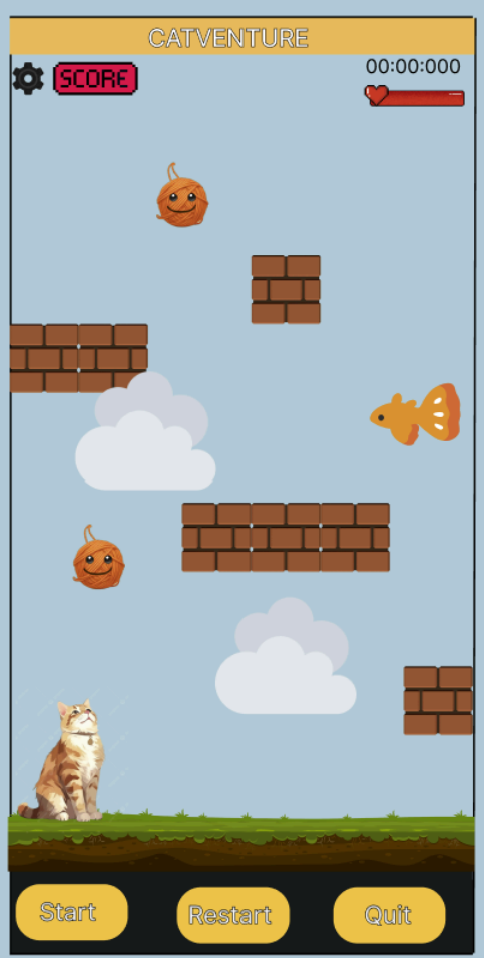 CATVENTURE
SCORE
00:00:000
Start
Restart
Quit